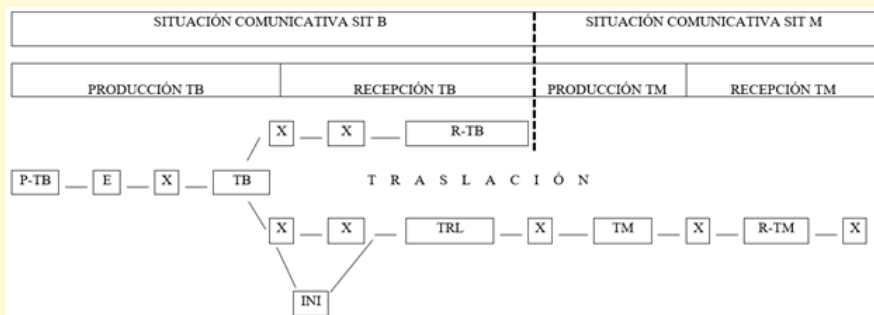 SITUACIÓN COMUNICATIVA SIT B SITUACIÓN COMUNICATIVA SIT M
PRODUCCIÓN TB RECEPCIÓN TB PRODUCCIÓN TM RECEPCIÓN TM
X X R-TB
P-TB E X TB T R A S L A C I Ó N
X X TRL X TM X R-TM X
INI